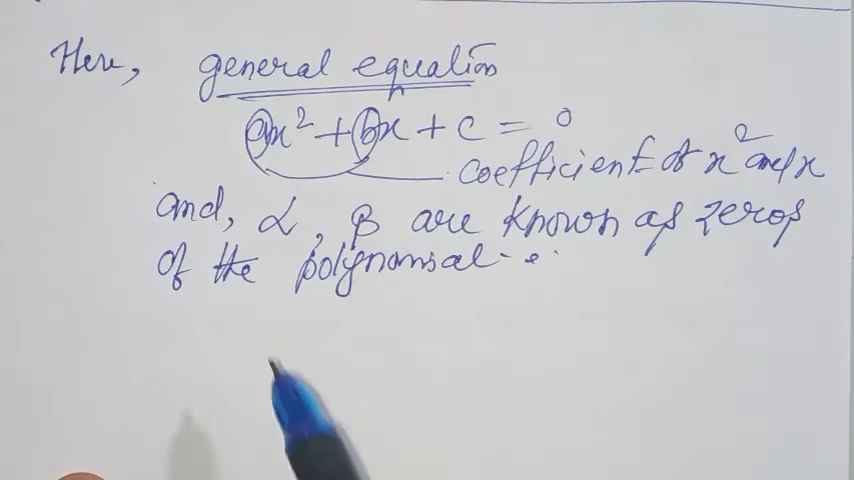 Here, general equation
ax² + bx + c = 0
coefficient of x² and x
and, α, β are known as zeros
of the polynomial